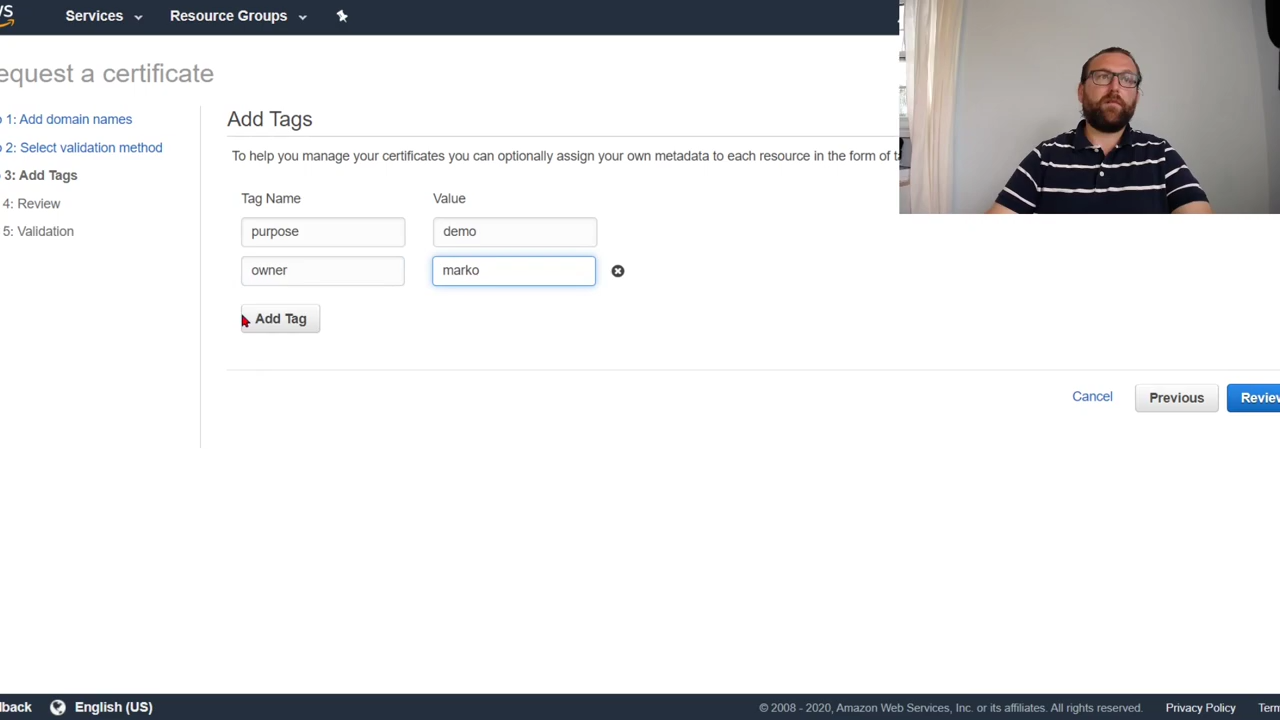 Services
Resource Groups
equest a certificate
1: Add domain names
2: Select validation method
3: Add Tags
4: Review
5: Validation
Add Tags
To help you manage your certificates you can optionally assign your own metadata to each resource in the form of
Tag Name Value
purpose demo
owner marko
Add Tag
Cancel Previous Review
lback English (US) © 2008 - 2020, Amazon Web Services, Inc. or its affiliates. All rights reserved. Privacy Policy Term